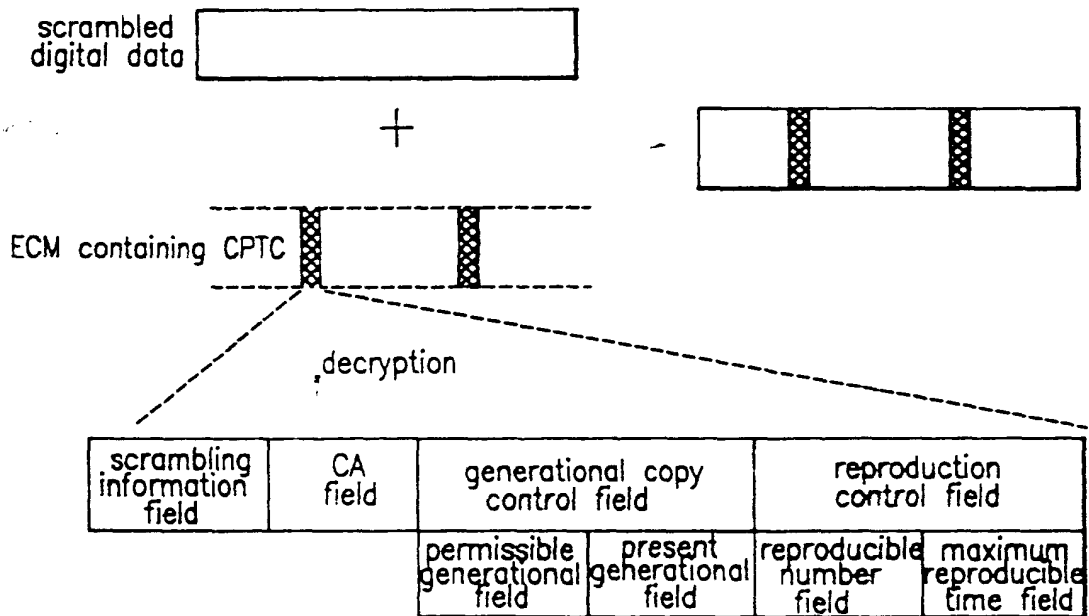 scrambled
digital data
+
ECM containing CPTC
decryption
scrambling
information
field
CA
field
generational copy
control field
reproduction
control field
permissible
generational
field
present
generational
field
reproducible
number
field
maximum
reproducible
time field